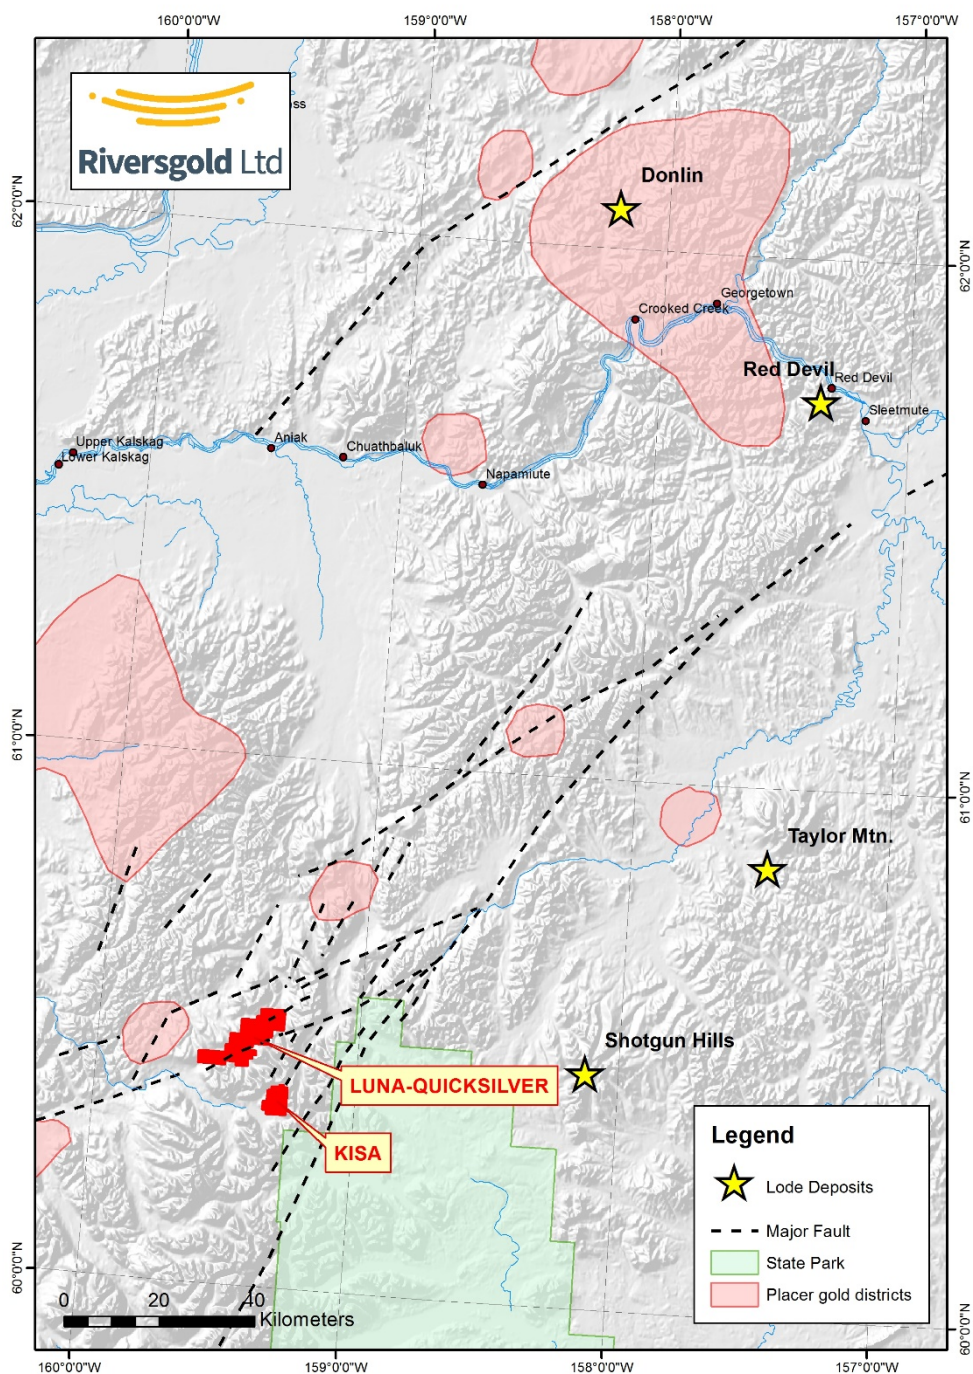 160°0'0"W
159°0'0"W
158°0'0"W
157°0'0"W
Riversgold Ltd
ss
62°0'0"N
62°0'0"N
Donlin
Georgetown
Crooked Creek
Red Devil
Red Devil
Sleetmute
Upper Kalskag
Lower Kalskag
Aniak
Chuathbaluk
Napamiute
61°0'0"N
61°0'0"N
Taylor Mtn.
Shotgun Hills
LUNA-QUICKSILVER
KISA
Legend
Lode Deposits
Major Fault
State Park
Placer gold districts
60°0'0"N
60°0'0"N
0 20 40
Kilometers
160°0'0"W
159°0'0"W
158°0'0"W
157°0'0"W